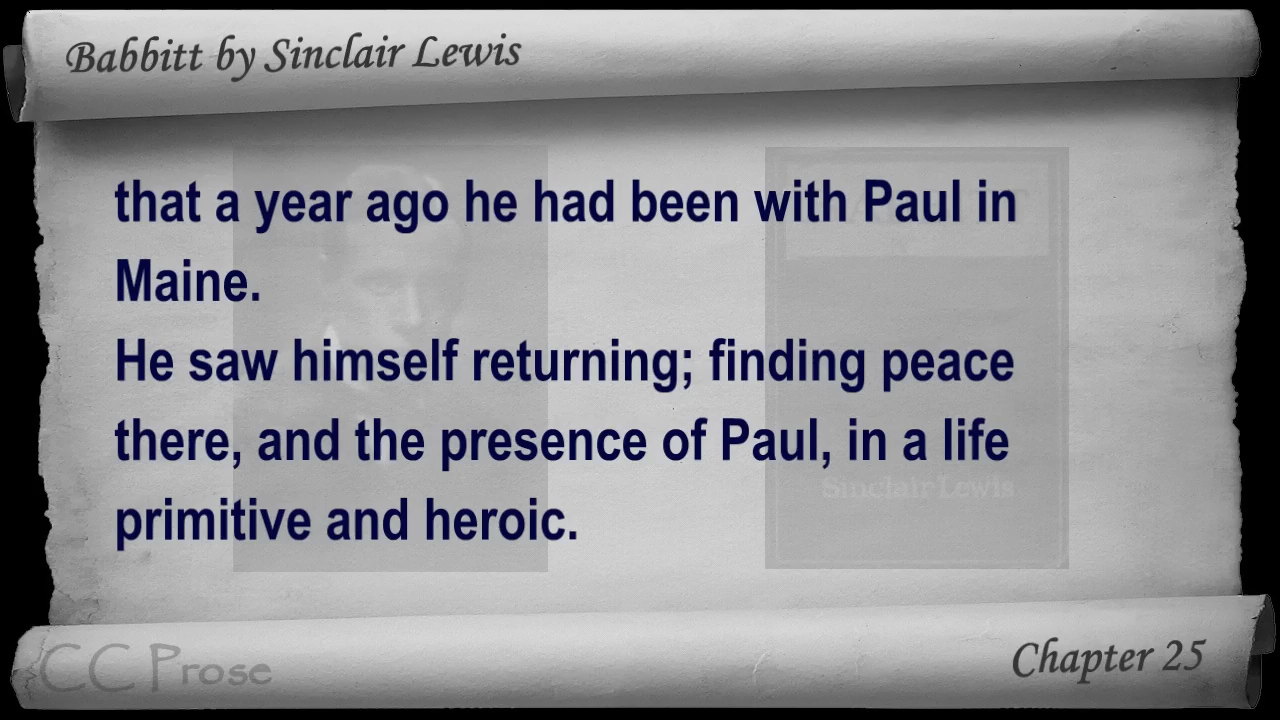 Babbitt by Sinclair Lewis
that a year ago he had been with Paul in
Maine.
He saw himself returning; finding peace
there, and the presence of Paul, in a life
primitive and heroic.
Sinclair Lewis
CC Prose
Chapter 25